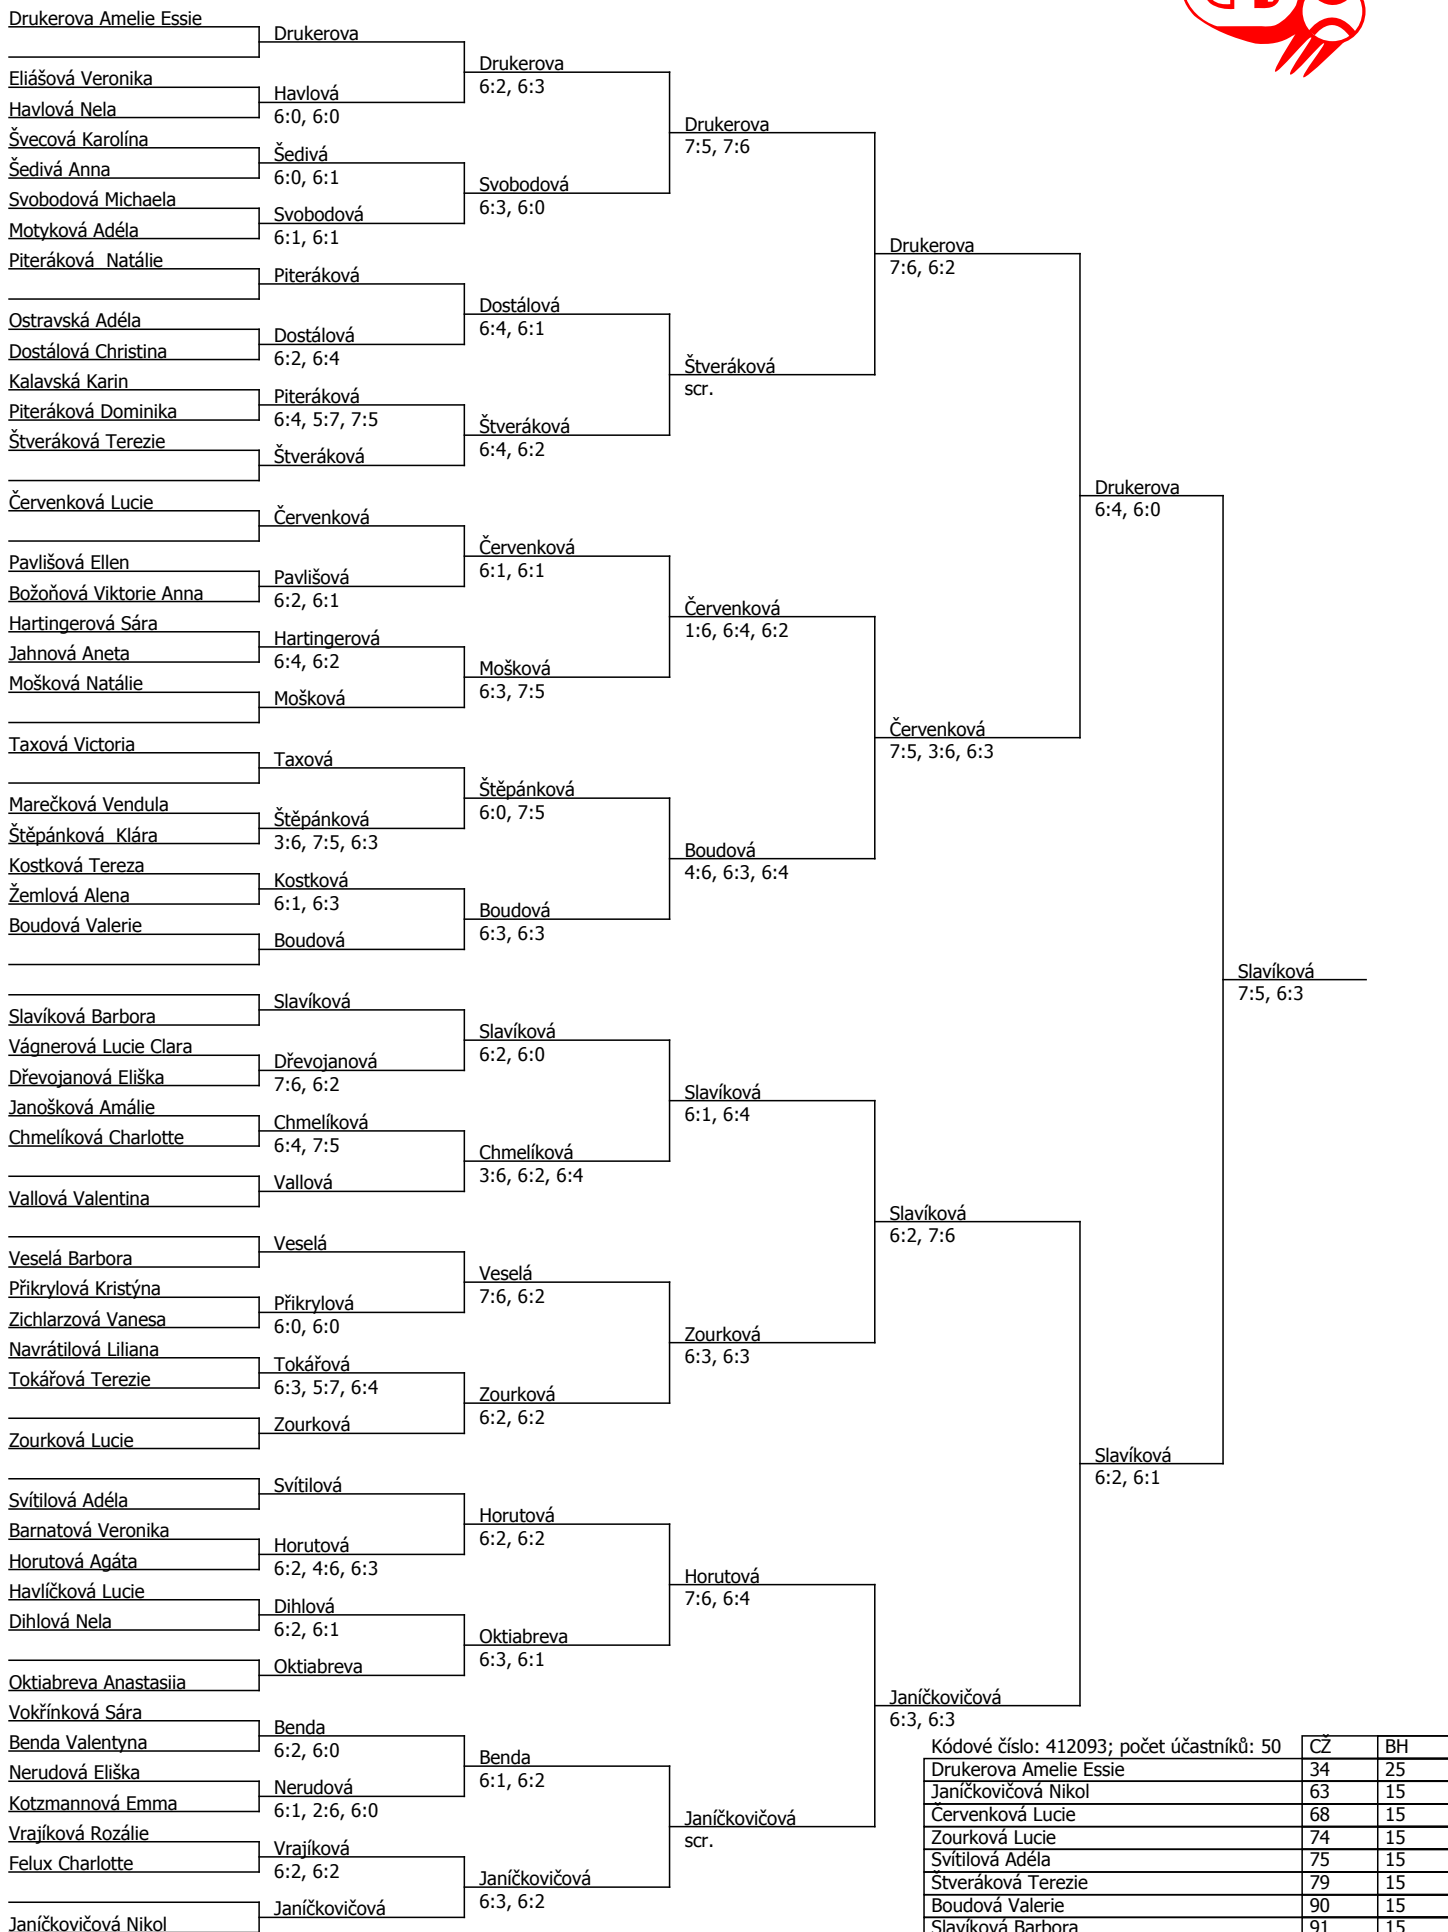 Drukerova Amelie Essie
Eliášová Veronika
Havlová Nela
Švecová Karolína
Šedivá Anna
Svobodová Michaela
Motyková Adéla
Piteráková  Natálie
Ostravská Adéla
Dostálová Christina
Kalavská Karin
Piteráková Dominika
Štveráková Terezie
Červenková Lucie
Pavlišová Ellen
Božoňová Viktorie Anna
Hartingerová Sára
Jahnová Aneta
Mošková Natálie
Taxová Victoria
Marečková Vendula
Štěpánková  Klára
Kostková Tereza
Žemlová Alena
Boudová Valerie
Slavíková Barbora
Vágnerová Lucie Clara
Dřevojanová Eliška
Janošková Amálie
Chmelíková Charlotte
Vallová Valentina
Veselá Barbora
Přikrylová Kristýna
Zichlarzová Vanesa
Navrátilová Liliana
Tokářová Terezie
Zourková Lucie
Svítilová Adéla
Barnatová Veronika
Horutová Agáta
Havlíčková Lucie
Dihlová Nela
Oktiabreva Anastasiia
Vokřínková Sára
Benda Valentyna
Nerudová Eliška
Kotzmannová Emma
Vrajíková Rozálie
Felux Charlotte
Janíčkovičová Nikol
Drukerova
Havlová
6:0, 6:0
Šedivá
6:0, 6:1
Svobodová
6:1, 6:1
Piteráková
Dostálová
6:2, 6:4
Piteráková
6:4, 5:7, 7:5
Štveráková
Červenková
Pavlišová
6:2, 6:1
Hartingerová
6:4, 6:2
Mošková
Taxová
Štěpánková
3:6, 7:5, 6:3
Kostková
6:1, 6:3
Boudová
Slavíková
Dřevojanová
7:6, 6:2
Chmelíková
6:4, 7:5
Vallová
Veselá
Přikrylová
6:0, 6:0
Tokářová
6:3, 5:7, 6:4
Zourková
Svítilová
Horutová
6:2, 4:6, 6:3
Dihlová
6:2, 6:1
Oktiabreva
Benda
6:2, 6:0
Nerudová
6:1, 2:6, 6:0
Vrajíková
6:2, 6:2
Janíčkovičová
Drukerova
6:2, 6:3
Svobodová
6:3, 6:0
Dostálová
6:4, 6:1
Štveráková
6:4, 6:2
Červenková
6:1, 6:1
Mošková
6:3, 7:5
Štěpánková
6:0, 7:5
Boudová
6:3, 6:3
Slavíková
6:2, 6:0
Chmelíková
3:6, 6:2, 6:4
Veselá
7:6, 6:2
Zourková
6:2, 6:2
Horutová
6:2, 6:2
Oktiabreva
6:3, 6:1
Benda
6:1, 6:2
Janíčkovičová
6:3, 6:2
Drukerova
7:5, 7:6
Štveráková
scr.
Červenková
1:6, 6:4, 6:2
Boudová
4:6, 6:3, 6:4
Slavíková
6:1, 6:4
Zourková
6:3, 6:3
Horutová
7:6, 6:4
Janíčkovičová
scr.
Drukerova
7:6, 6:2
Červenková
7:5, 3:6, 6:3
Slavíková
6:2, 7:6
Janíčkovičová
6:3, 6:3
Drukerova
6:4, 6:0
Slavíková
6:2, 6:1
Slavíková
7:5, 6:3
Kódové číslo: 412093; počet účastníků: 50 CŽ BH
Drukerova Amelie Essie 34 25
Janíčkovičová Nikol 63 15
Červenková Lucie 68 15
Zourková Lucie 74 15
Svítilová Adéla 75 15
Štveráková Terezie 79 15
Boudová Valerie 90 15
Slavíková Barbora 91 15